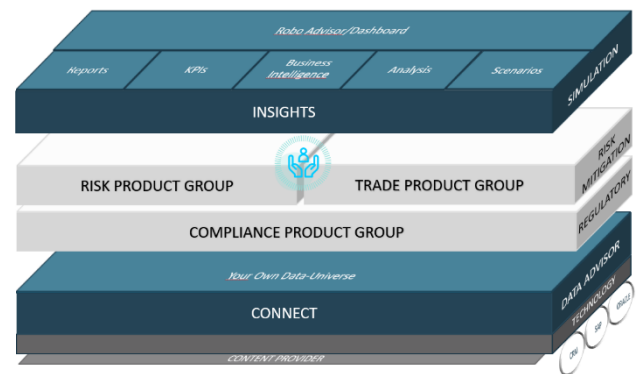 Robo Advisor/Dashboard
Reports
KPIs
Business
Intelligence
Analysis
Scenarios
SIMULATION
INSIGHTS
RISK
MITIGATION
RISK PRODUCT GROUP
TRADE PRODUCT GROUP
REGULATORY
COMPLIANCE PRODUCT GROUP
Your Own Data-Universe
DATA ADVISOR
CONNECT
TECHNOLOGY
CRM
SAP
ORACLE
CONTENT PROVIDER